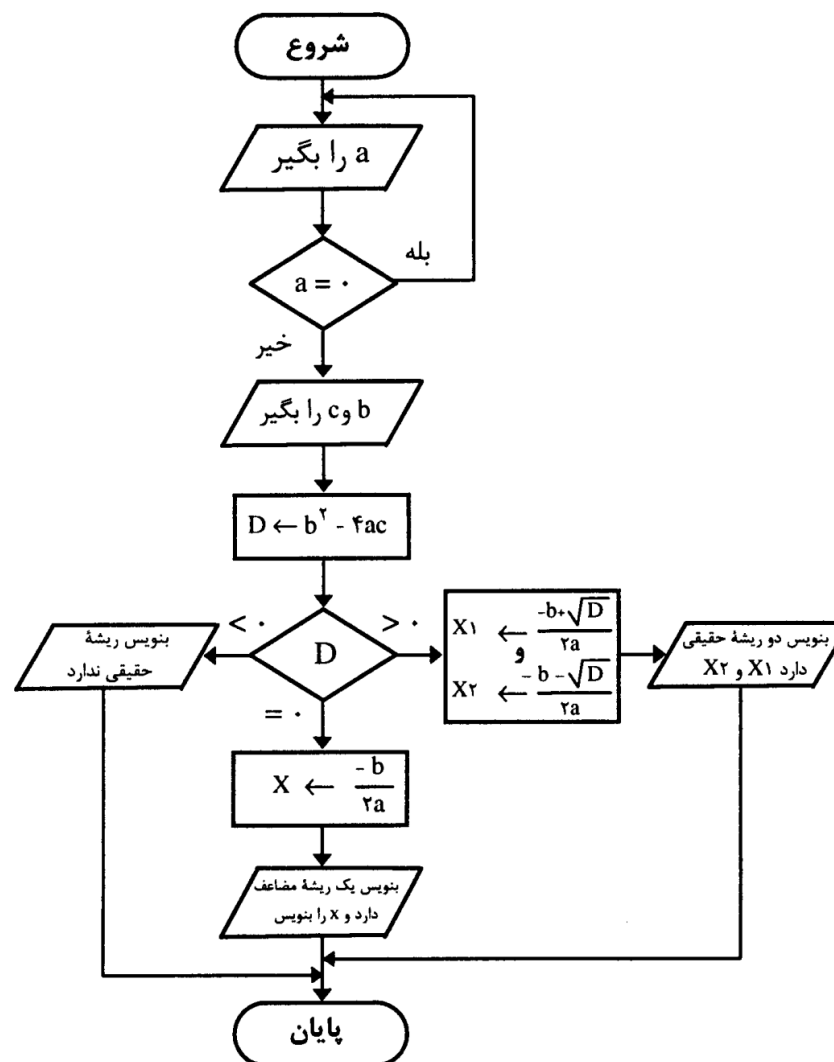 شروع
a را بگیر
بله
a = ۰
خیر
b و c را بگیر
D ← b۲ - ۴ac
< ۰
D
> ۰
= ۰
X۱ ← -b+√D / ۲a
و
X۲ ← -b -√D / ۲a
بنویس دو ریشهٔ حقیقی
دارد X۱ و X۲
بنویس ریشهٔ
حقیقی ندارد
X ← -b / ۲a
بنویس یک ریشهٔ مضاعف
دارد و x را بنویس
پایان